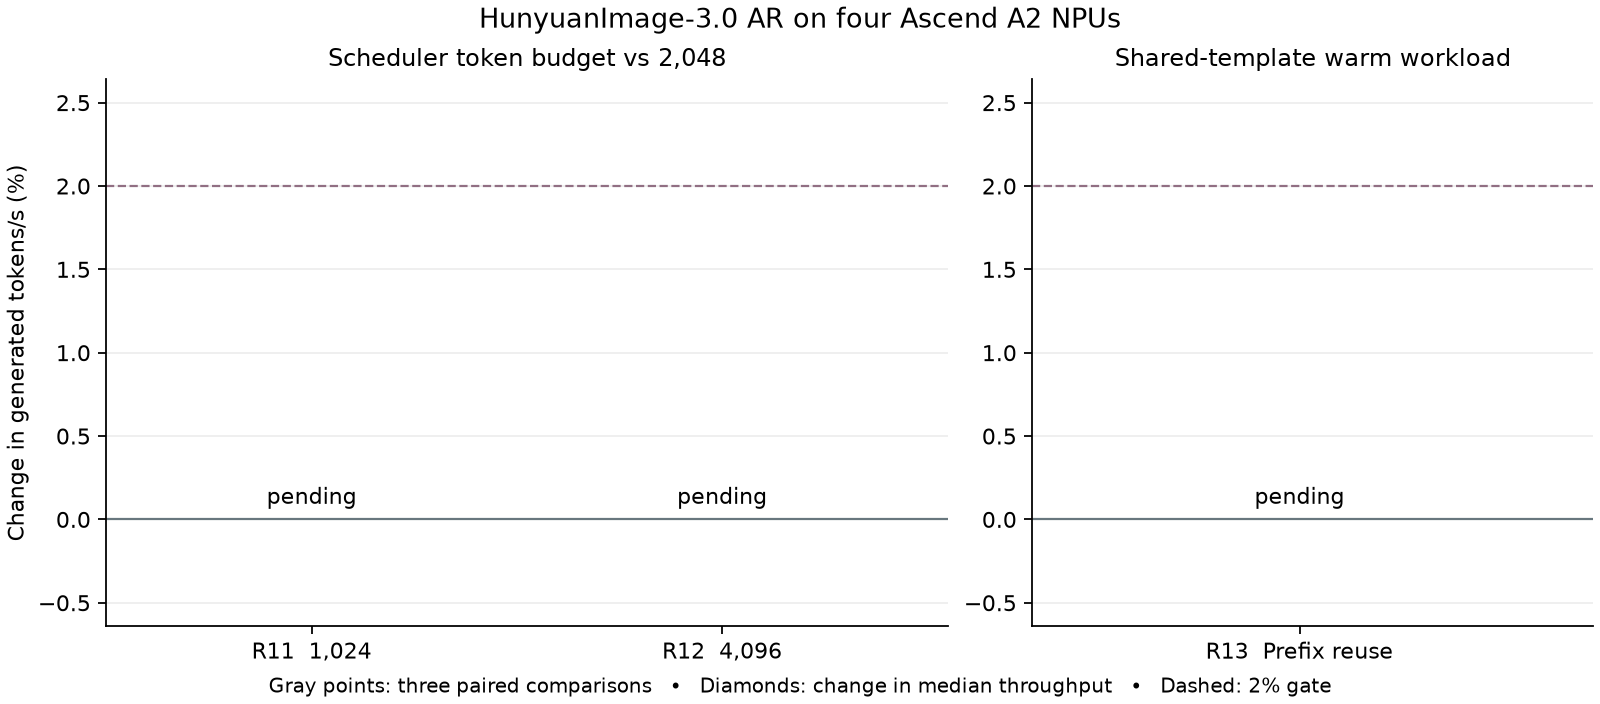 HunyuanImage-3.0 AR on four Ascend A2 NPUs
Scheduler token budget vs 2,048
Change in generated tokens/s (%)
2.5
2.0
1.5
1.0
0.5
0.0
−0.5
pending
pending
R11  1,024
R12  4,096
Shared-template warm workload
2.5
2.0
1.5
1.0
0.5
0.0
−0.5
pending
R13  Prefix reuse
Gray points: three paired comparisons   •   Diamonds: change in median throughput   •   Dashed: 2% gate